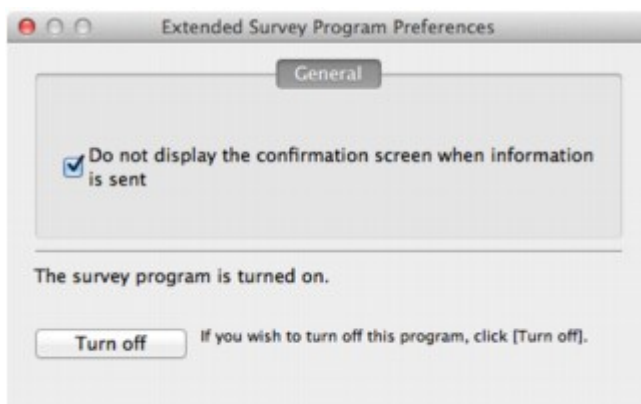 Extended Survey Program Preferences
General
Do not display the confirmation screen when information
is sent
The survey program is turned on.
Turn off
If you wish to turn off this program, click [Turn off].